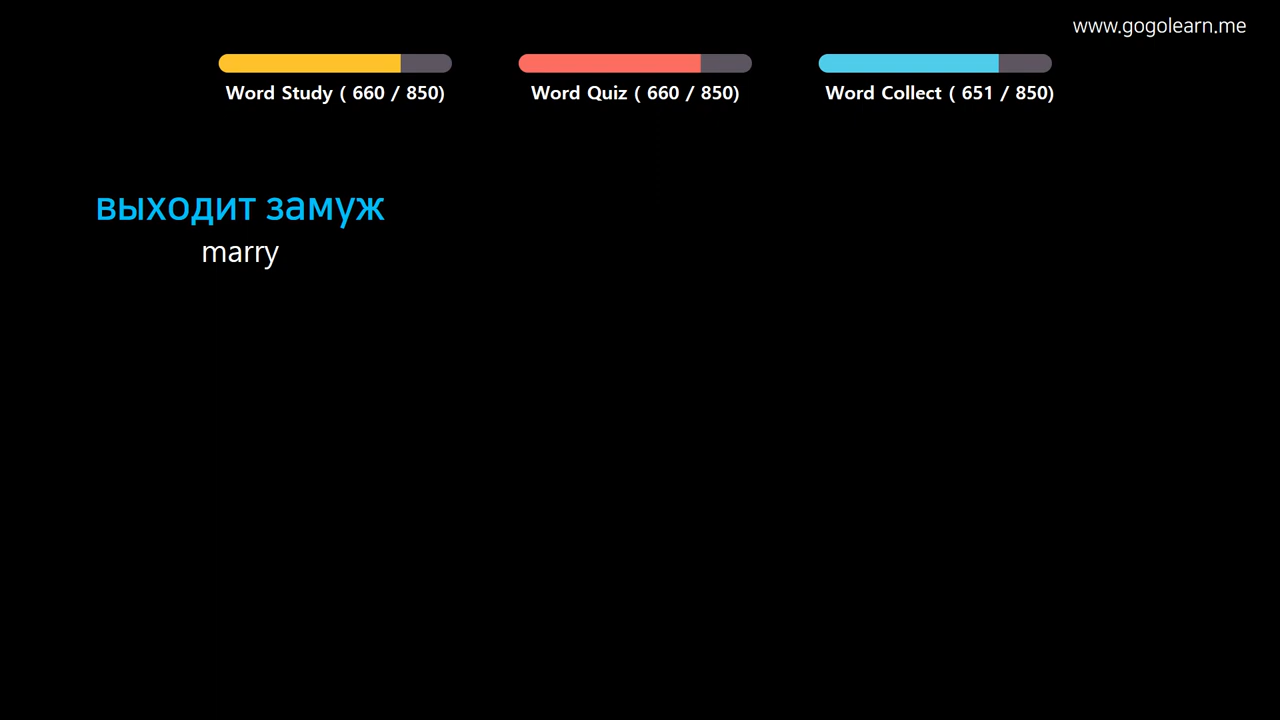 www.gogolearn.me
Word Study ( 660 / 850)
Word Quiz ( 660 / 850)
Word Collect ( 651 / 850)
выходит замуж
marry